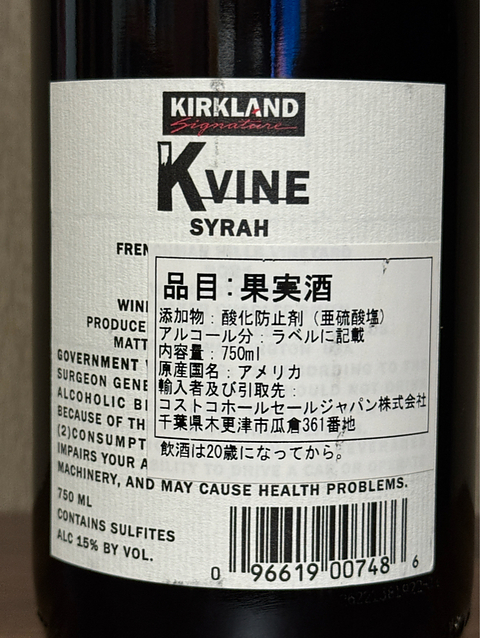 KIRKLAND
Signature
KVINE
SYRAH
品目:果実酒
添加物:酸化防止剤(亜硫酸塩)
アルコール分:ラベルに記載
内容量:750ml
原産国名:アメリカ
輸入者及び引取先:
コストコホールセールジャパン株式会社
千葉県木更津市瓜倉361番地
飲酒は20歳になってから。
GOVERNMENT
SURGEON
ALCOHOLIC
BECAUSE OF
(2)
IMPAIRS YOUR A
MACHINERY, AND MAY CAUSE HEALTH PROBLEMS.
750 ML
CONTAINS SULFITES
ALC 15% BY VOL.
0 96619 00748 6